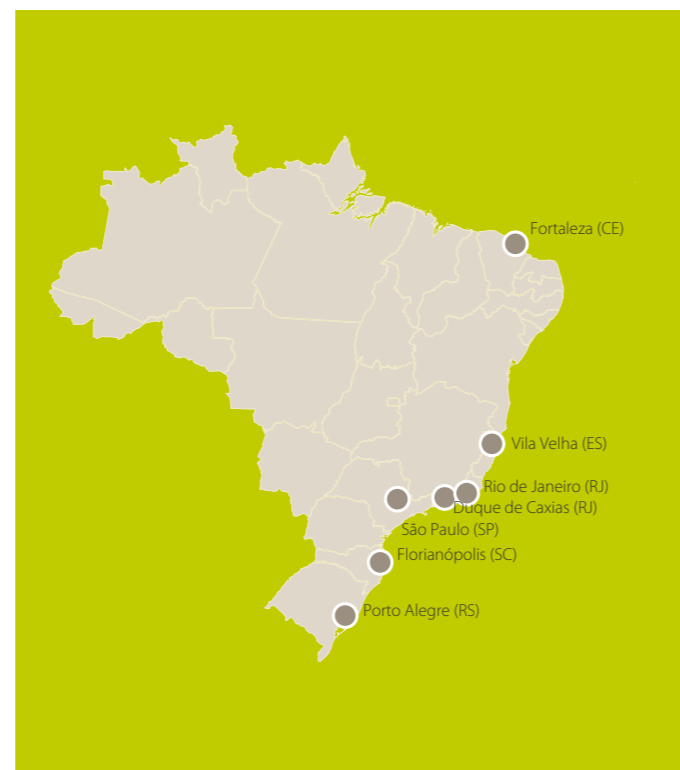 Fortaleza (CE)
Vila Velha (ES)
Rio de Janeiro (RJ)
Duque de Caxias (RJ)
São Paulo (SP)
Florianópolis (SC)
Porto Alegre (RS)